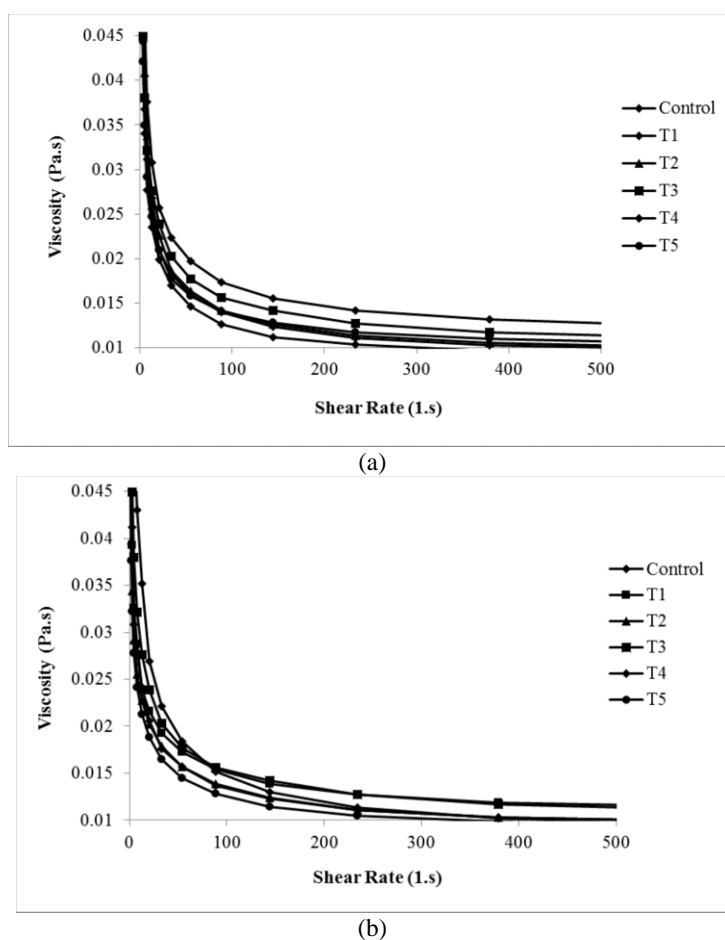 0.045
0.04
0.035
0.03
0.025
0.02
0.015
0.01
Viscosity (Pa.s)
0 100 200 300 400 500
Shear Rate (1.s)
Control
T1
T2
T3
T4
T5
(a)
0.045
0.04
0.035
0.03
0.025
0.02
0.015
0.01
Viscosity (Pa.s)
0 100 200 300 400 500
Shear Rate (1.s)
Control
T1
T2
T3
T4
T5
(b)